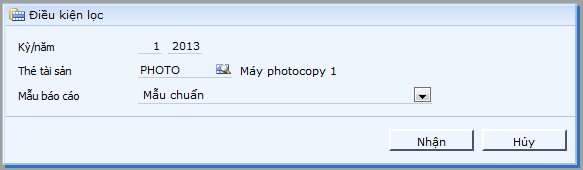 Điều kiện lọc
Kỳ/năm 1 2013
Thẻ tài sản PHOTO Máy photocopy 1
Mẫu báo cáo Mẫu chuẩn
Nhận Hủy